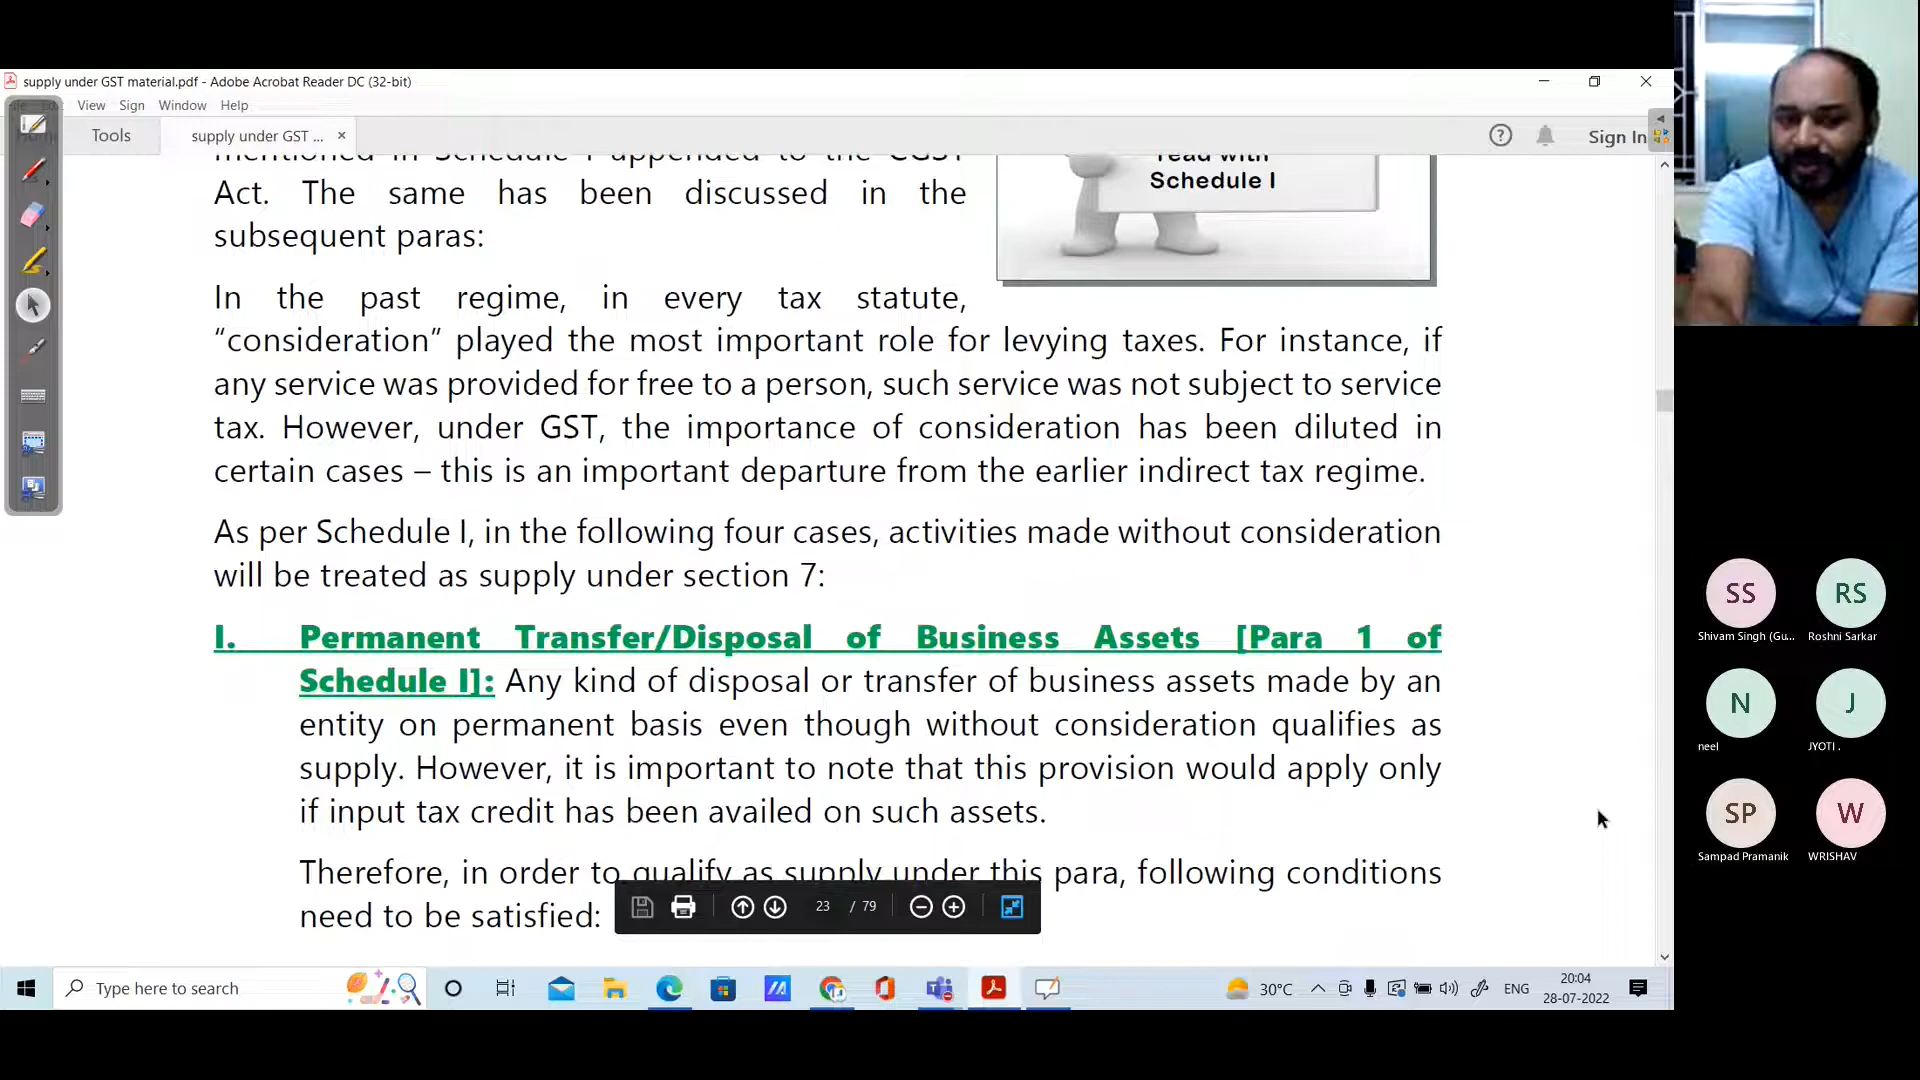 supply under GST material.pdf - Adobe Acrobat Reader DC (32-bit)
View Sign Window Help
Tools
supply under GST ... ×
Sign In
mentioned in Schedule I appended to the CGST
Act. The same has been discussed in the
subsequent paras:
read with
Schedule I
In the past regime, in every tax statute,
“consideration” played the most important role for levying taxes. For instance, if
any service was provided for free to a person, such service was not subject to service
tax. However, under GST, the importance of consideration has been diluted in
certain cases – this is an important departure from the earlier indirect tax regime.
As per Schedule I, in the following four cases, activities made without consideration
will be treated as supply under section 7:
I. Permanent Transfer/Disposal of Business Assets [Para 1 of
Schedule I]: Any kind of disposal or transfer of business assets made by an
entity on permanent basis even though without consideration qualifies as
supply. However, it is important to note that this provision would apply only
if input tax credit has been availed on such assets.
Therefore, in order to qualify as supply under this para, following conditions
need to be satisfied:
23 / 79
SS
Shivam Singh (Gu...
RS
Roshni Sarkar
N
neel
J
JYOTI .
SP
Sampad Pramanik
W
WRISHAV
Type here to search
30°C
ENG
20:04
28-07-2022